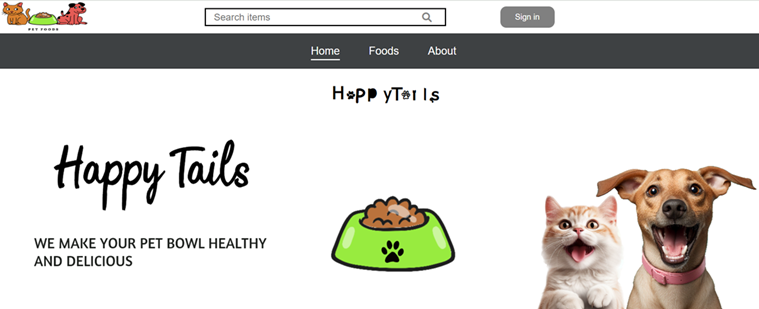 PET FOODS
Search items
Sign in
Home Foods About
HappyTails
Happy Tails
WE MAKE YOUR PET BOWL HEALTHY
AND DELICIOUS